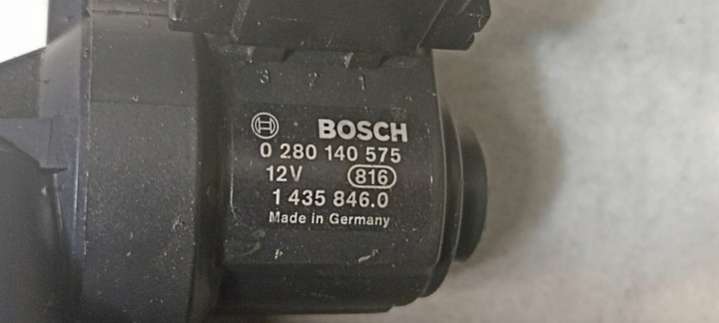 3 2 1
BOSCH
0 280 140 575
12V 816
1 435 846.0
Made in Germany